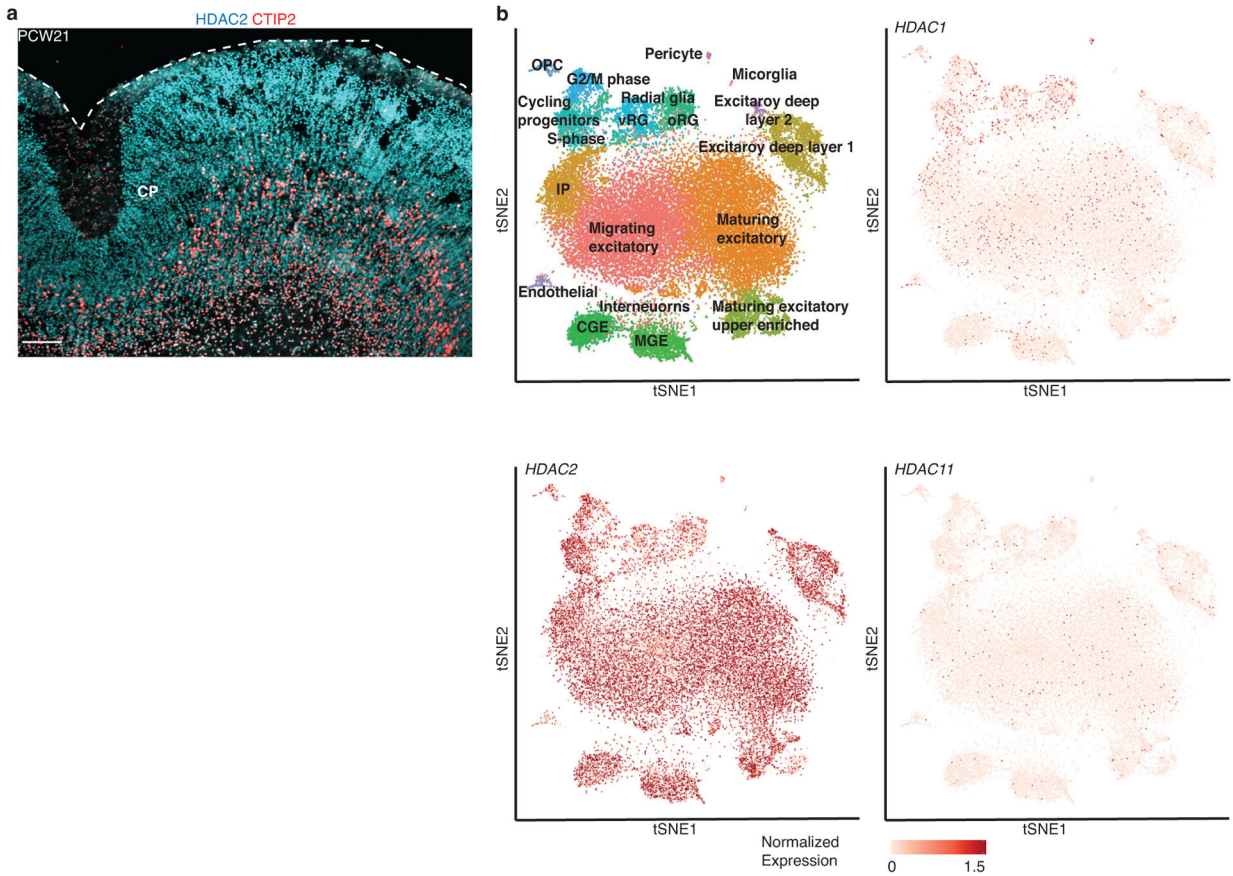 a
HDAC2 CTIP2
PCW21
CP
b
OPC
Pericyte
G2/M phase
Micorglia
Cycling
progenitors
S-phase
Radial glia
vRG
oRG
Excitaroy deep
layer 2
Excitaroy deep layer 1
IP
Migrating
excitatory
Maturing
excitatory
Endothelial
Interneuorns
CGE
MGE
Maturing excitatory
upper enriched
tSNE2
tSNE1
HDAC1
tSNE2
tSNE1
HDAC2
tSNE2
tSNE1
HDAC11
tSNE2
tSNE1
Normalized
Expression
0
1.5